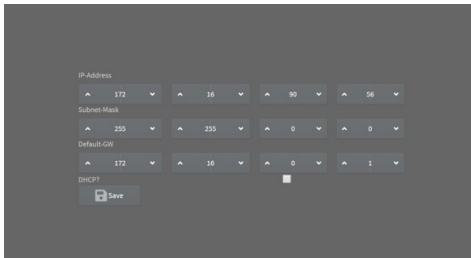 IP-Address
172 16 90 56
Subnet-Mask
255 255 0 0
Default-GW
172 16 0 1
DHCP?
Save